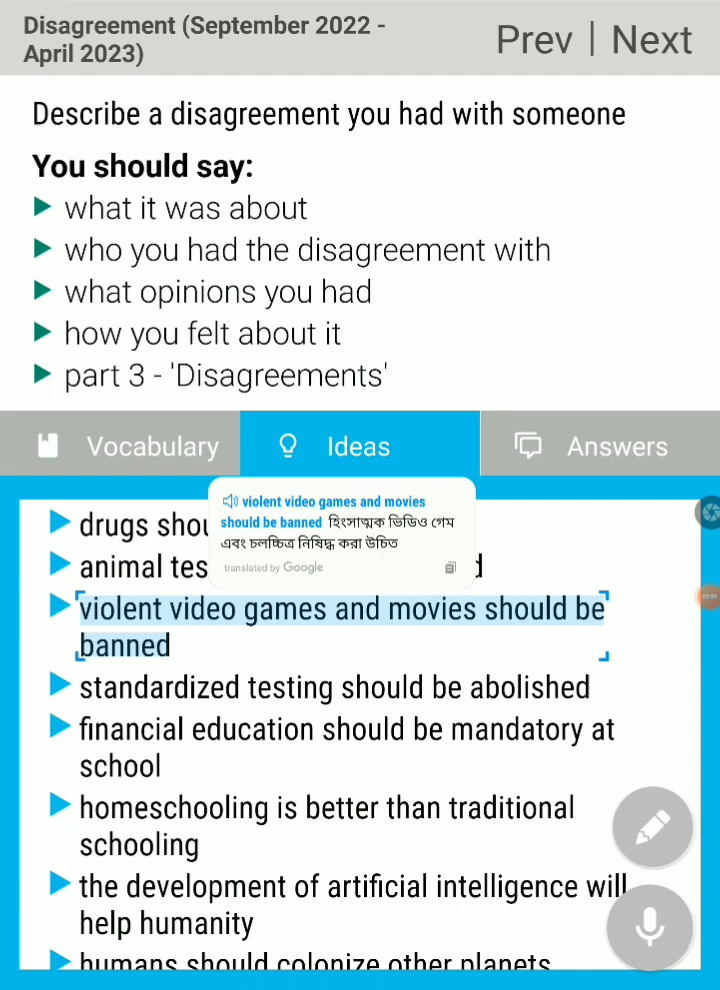 Disagreement (September 2022 -
April 2023)
Prev | Next
Describe a disagreement you had with someone
You should say:
what it was about
who you had the disagreement with
what opinions you had
how you felt about it
part 3 - 'Disagreements'
Vocabulary
Ideas
Answers
violent video games and movies
should be banned হিংসাত্মক ভিডিও গেম
এবং চলচ্চিত্র নিষিদ্ধ করা উচিত
translated by Google
drugs
animal
violent video games and movies should be
banned
standardized testing should be abolished
financial education should be mandatory at
school
homeschooling is better than traditional
schooling
the development of artificial intelligence will
help humanity
humans should colonize other planets